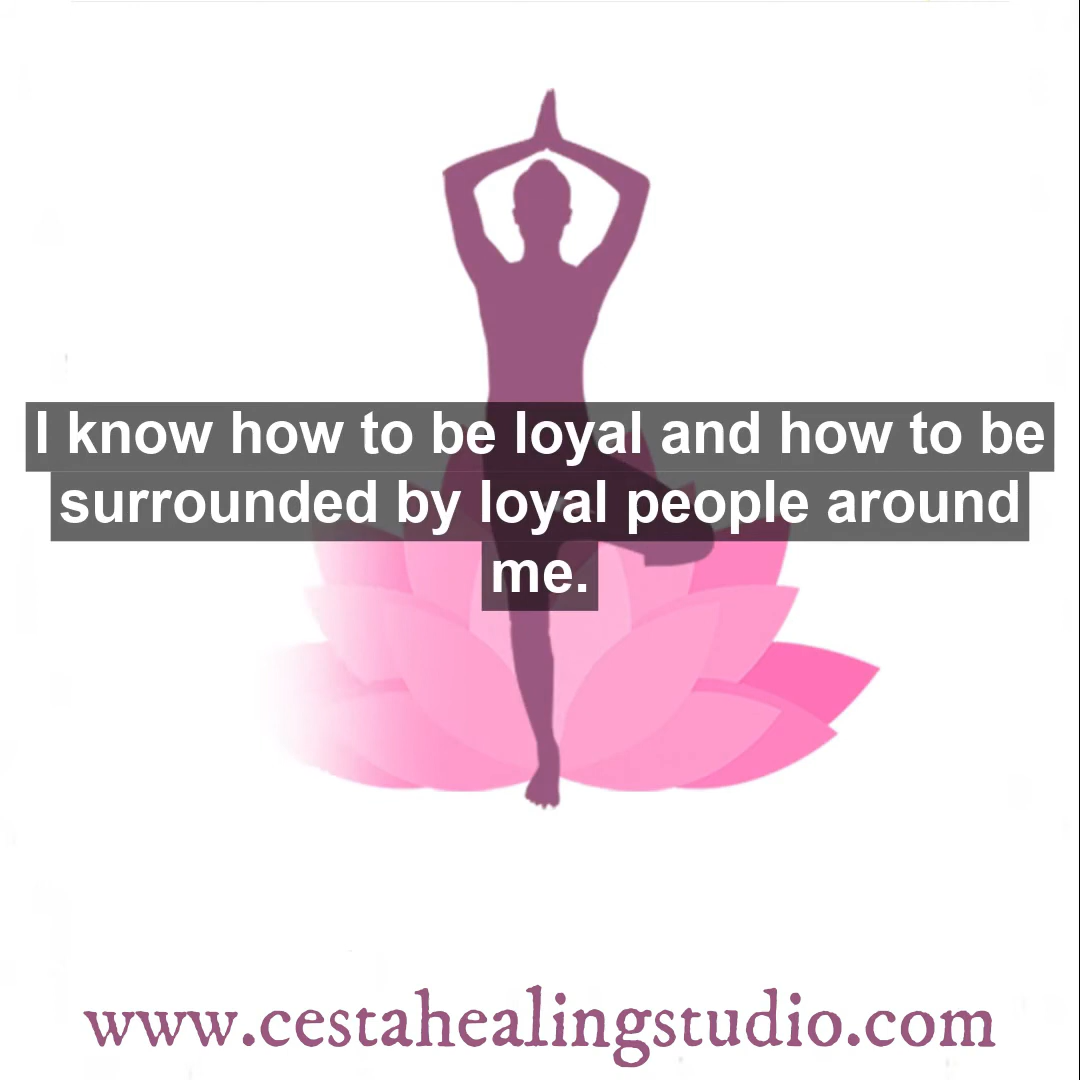 I know how to be loyal and how to be
surrounded by loyal people around
me.
www.cestahealingstudio.com